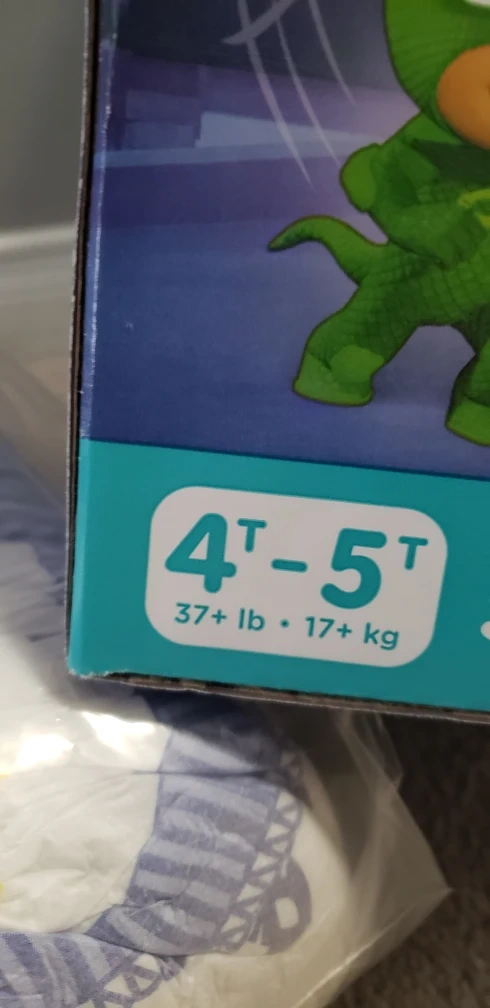 4T-5T
37+ lb • 17+ kg